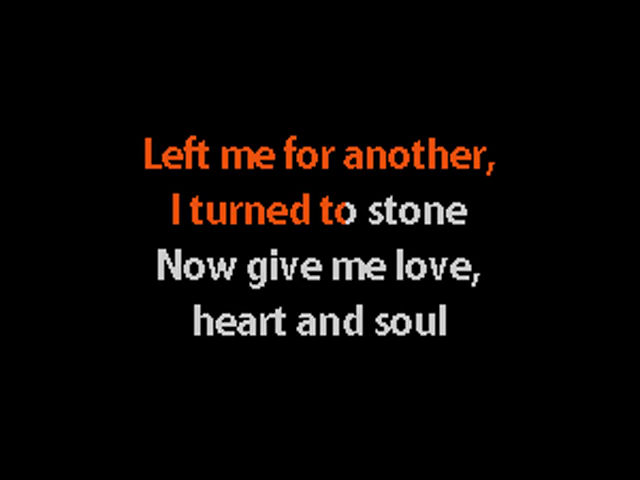 Left me for another,
I turned to stone
Now give me love,
heart and soul